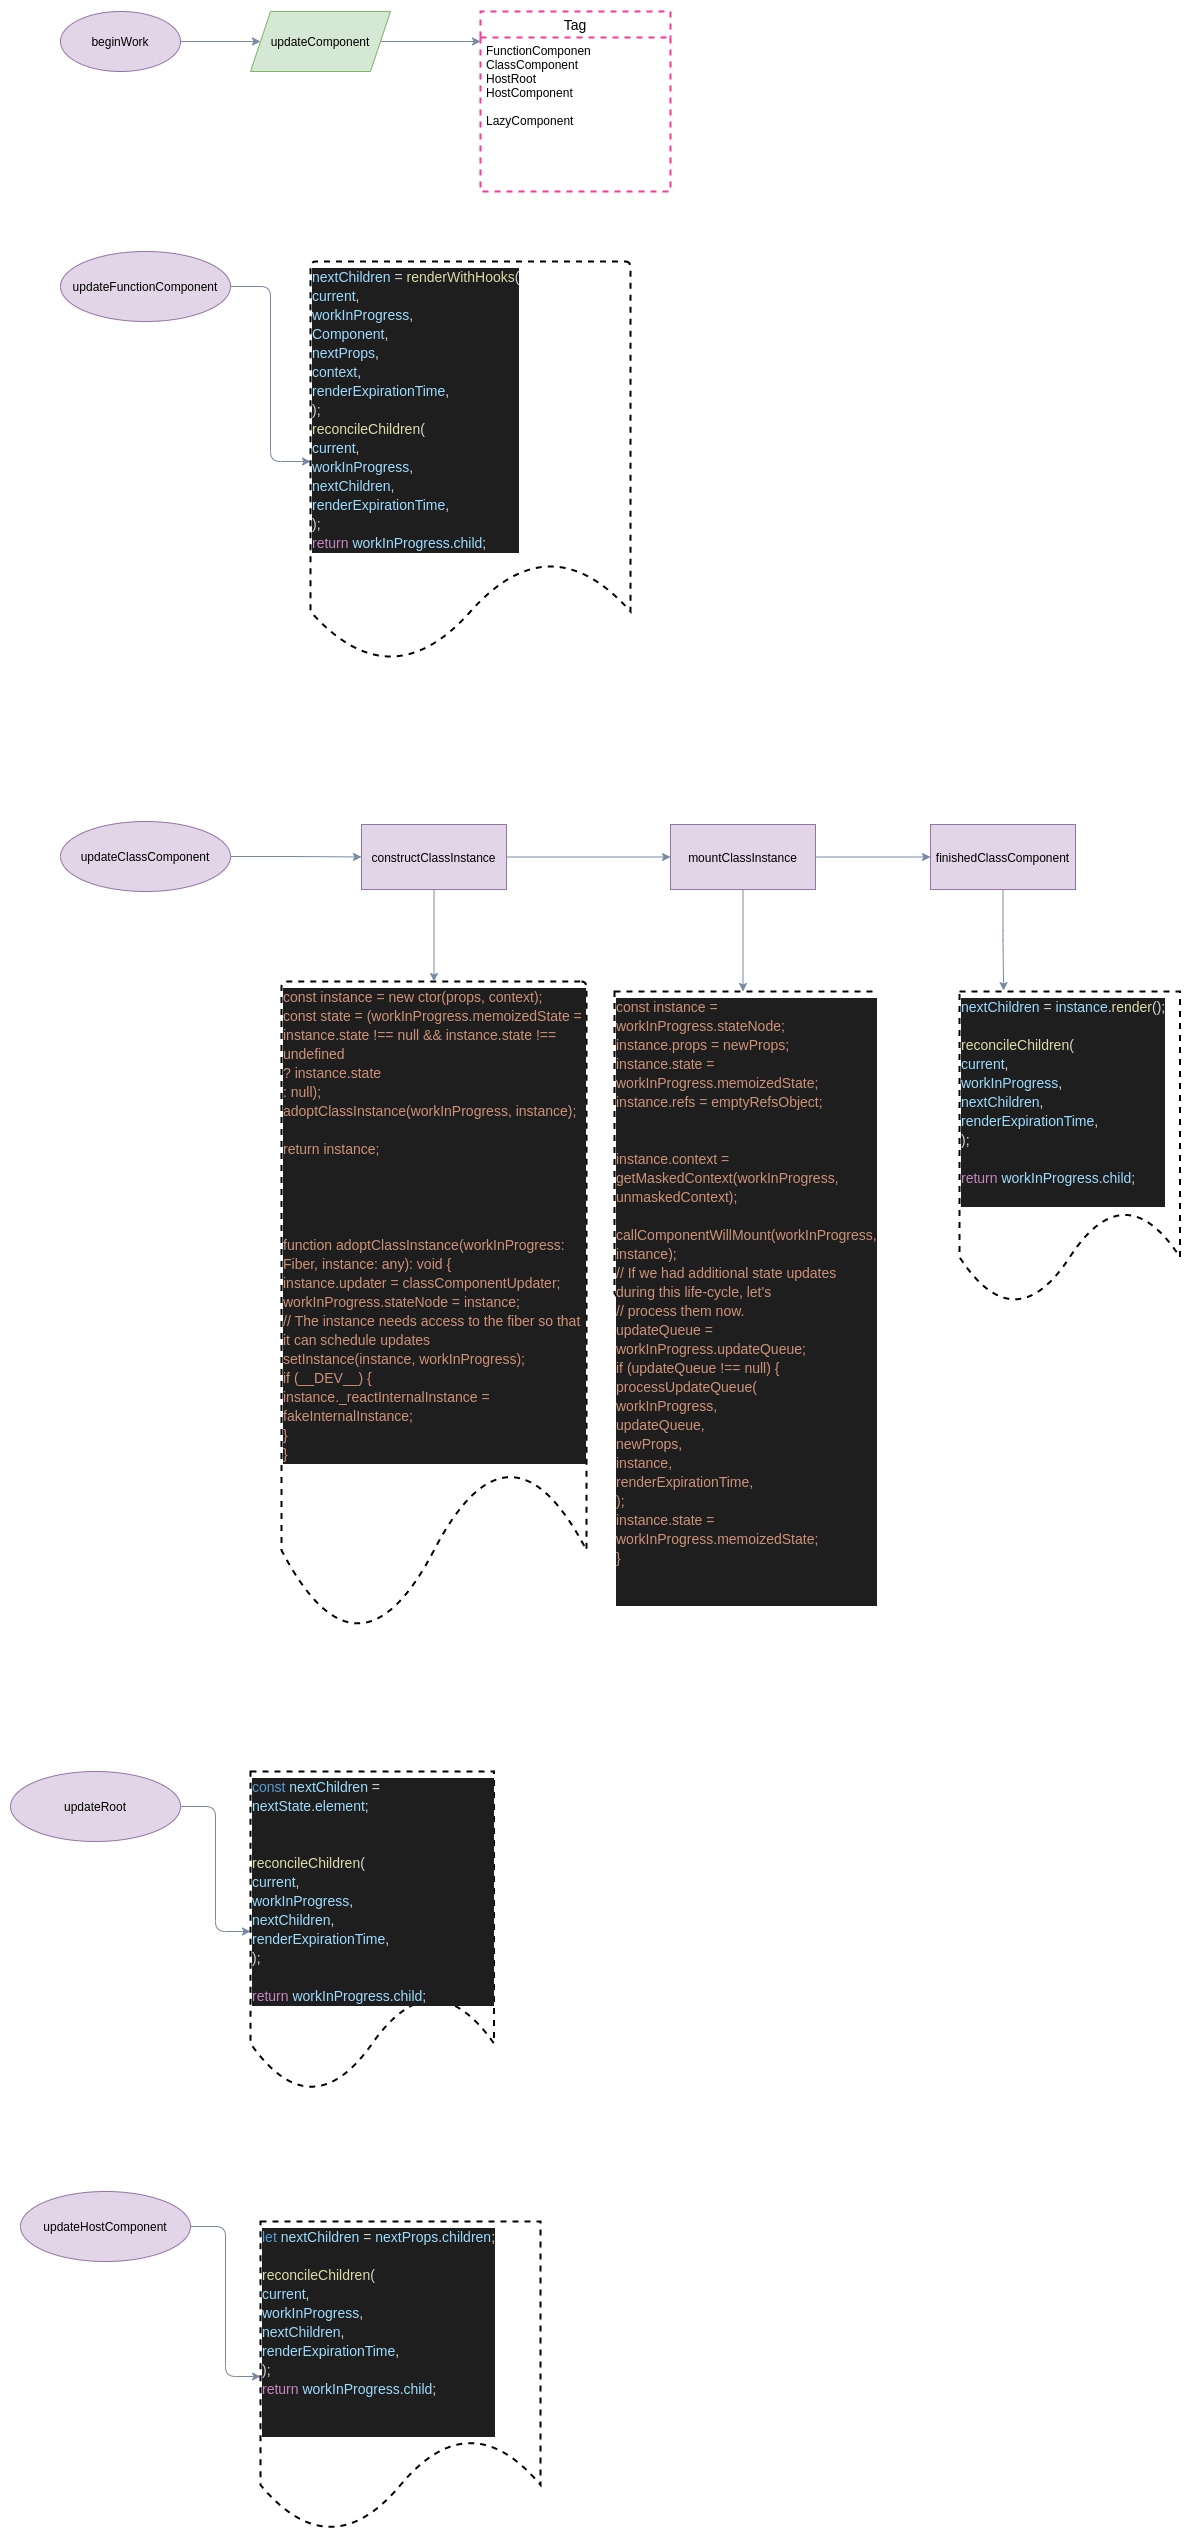 beginWork
updateComponent
Tag
FunctionComponen
ClassComponent
HostRoot
HostComponent
LazyComponent
updateFunctionComponent
nextChildren = renderWithHooks(
current,
workInProgress,
Component,
nextProps,
context,
renderExpirationTime,
);
reconcileChildren(
current,
workInProgress,
nextChildren,
renderExpirationTime,
);
return workInProgress.child;
updateClassComponent
constructClassInstance
mountClassInstance
finishedClassComponent
const instance = new ctor(props, context);
const state = (workInProgress.memoizedState =
instance.state !== null && instance.state !==
undefined
? instance.state
: null);
adoptClassInstance(workInProgress, instance);
return instance;
function adoptClassInstance(workInProgress:
Fiber, instance: any): void {
instance.updater = classComponentUpdater;
workInProgress.stateNode = instance;
// The instance needs access to the fiber so that
it can schedule updates
setInstance(instance, workInProgress);
if (__DEV__) {
instance._reactInternalInstance =
fakeInternalInstance;
}
}
const instance =
workInProgress.stateNode;
instance.props = newProps;
instance.state =
workInProgress.memoizedState;
instance.refs = emptyRefsObject;
instance.context =
getMaskedContext(workInProgress,
unmaskedContext);
callComponentWillMount(workInProgress,
instance);
// If we had additional state updates
during this life-cycle, let's
// process them now.
updateQueue =
workInProgress.updateQueue;
if (updateQueue !== null) {
processUpdateQueue(
workInProgress,
updateQueue,
newProps,
instance,
renderExpirationTime,
);
instance.state =
workInProgress.memoizedState;
}
nextChildren = instance.render();
reconcileChildren(
current,
workInProgress,
nextChildren,
renderExpirationTime,
);
return workInProgress.child;
updateRoot
const nextChildren =
nextState.element;
reconcileChildren(
current,
workInProgress,
nextChildren,
renderExpirationTime,
);
return workInProgress.child;
updateHostComponent
let nextChildren = nextProps.children;
reconcileChildren(
current,
workInProgress,
nextChildren,
renderExpirationTime,
);
return workInProgress.child;